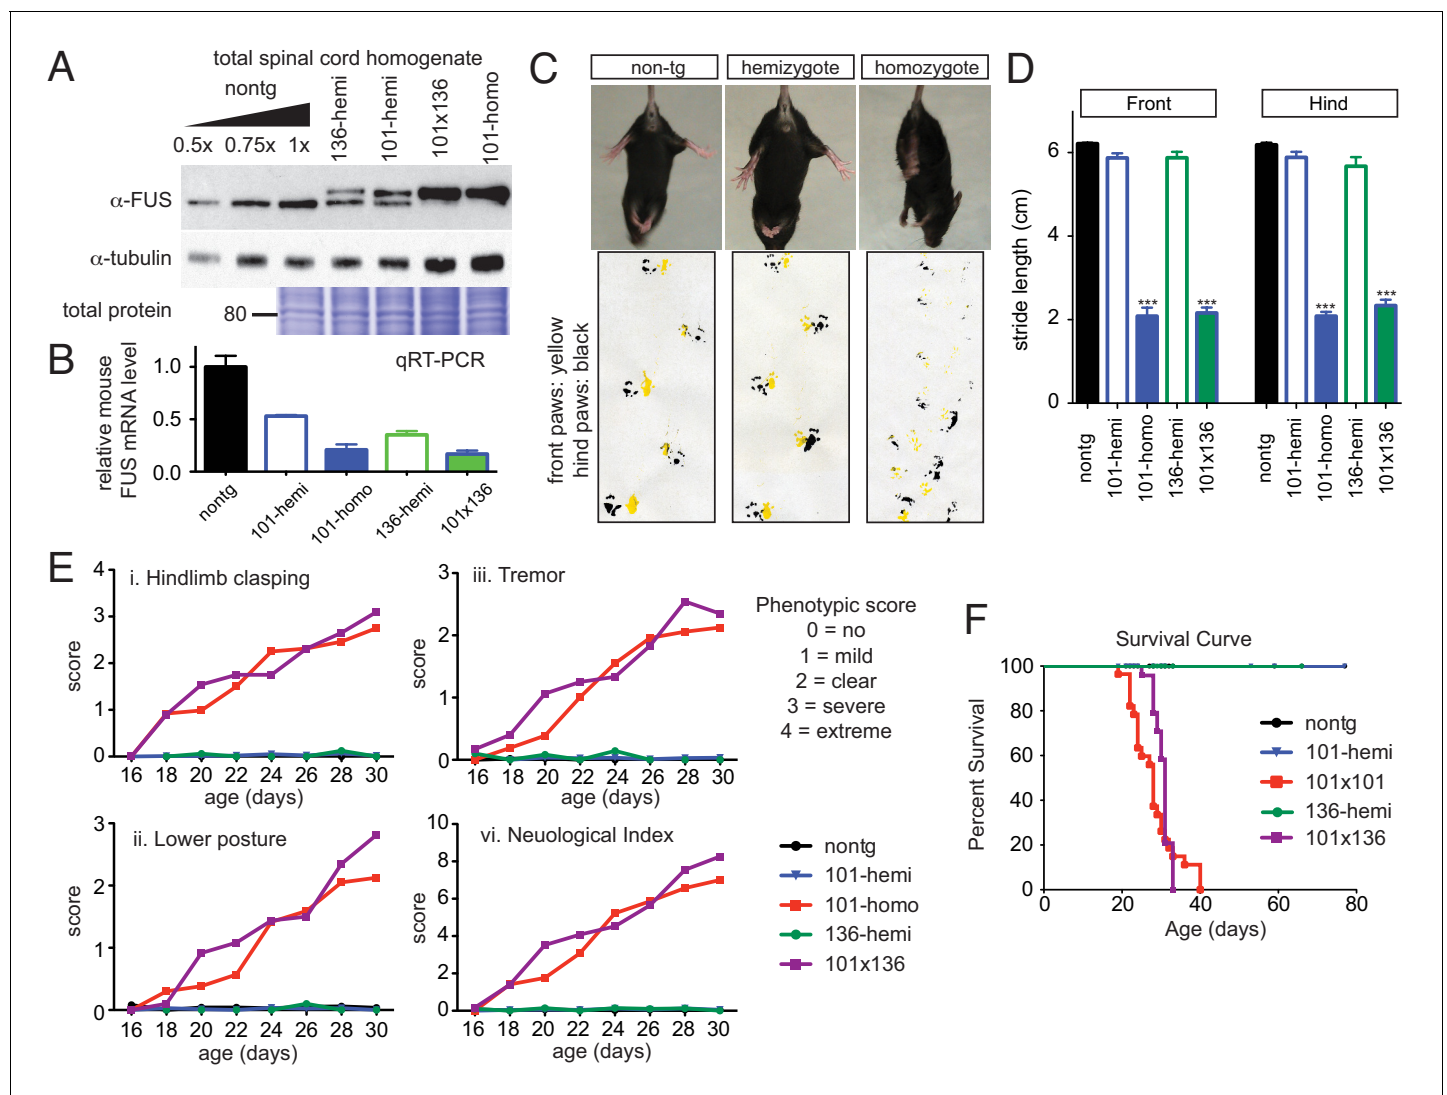 A
total spinal cord homogenate
nontg
0.5x 0.75x 1x
136-hemi
101-hemi
101x136
101-homo
α-FUS
α-tubulin
total protein
80
B
qRT-PCR
relative mouse
FUS mRNA level
1.0
0.5
0.0
nontg
101-hemi
101-homo
136-hemi
101x136
C
non-tg
hemizygote
homozygote
front paws: yellow
hind paws: black
D
Front
Hind
stride length (cm)
6
4
2
0
*** ***
*** ***
nontg
101-hemi
101-homo
136-hemi
101x136
nontg
101-hemi
101-homo
136-hemi
101x136
E
i. Hindlimb clasping
score
4
3
2
1
0
16 18 20 22 24 26 28 30
age (days)
iii. Tremor
score
3
2
1
0
16 18 20 22 24 26 28 30
age (days)
Phenotypic score
0 = no
1 = mild
2 = clear
3 = severe
4 = extreme
ii. Lower posture
score
3
2
1
0
16 18 20 22 24 26 28 30
age (days)
vi. Neuological Index
score
10
8
6
4
2
0
16 18 20 22 24 26 28 30
age (days)
nontg
101-hemi
101-homo
136-hemi
101x136
F
Survival Curve
Percent Survival
100
80
60
40
20
0
0 20 40 60 80
Age (days)
nontg
101-hemi
101x101
136-hemi
101x136